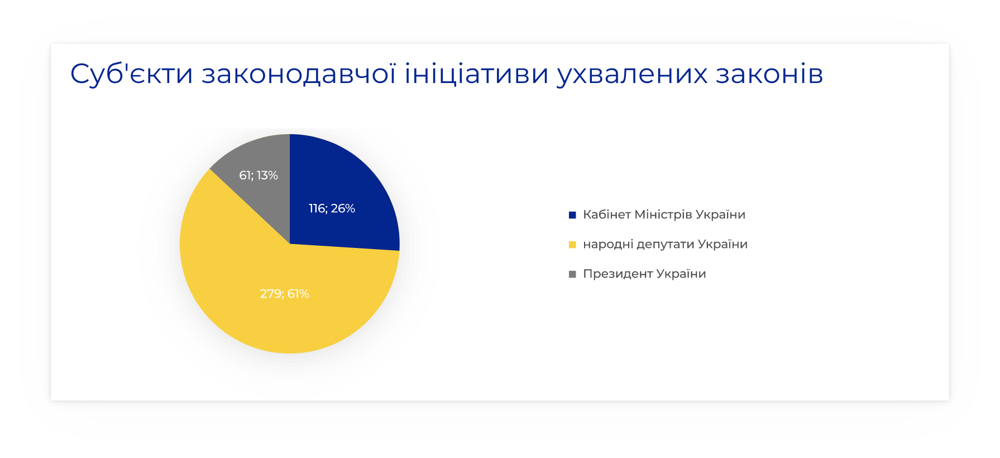 Суб'єкти законодавчої ініціативи ухвалених законів
61; 13%
116; 26%
279; 61%
Кабінет Міністрів України
народні депутати України
Президент України